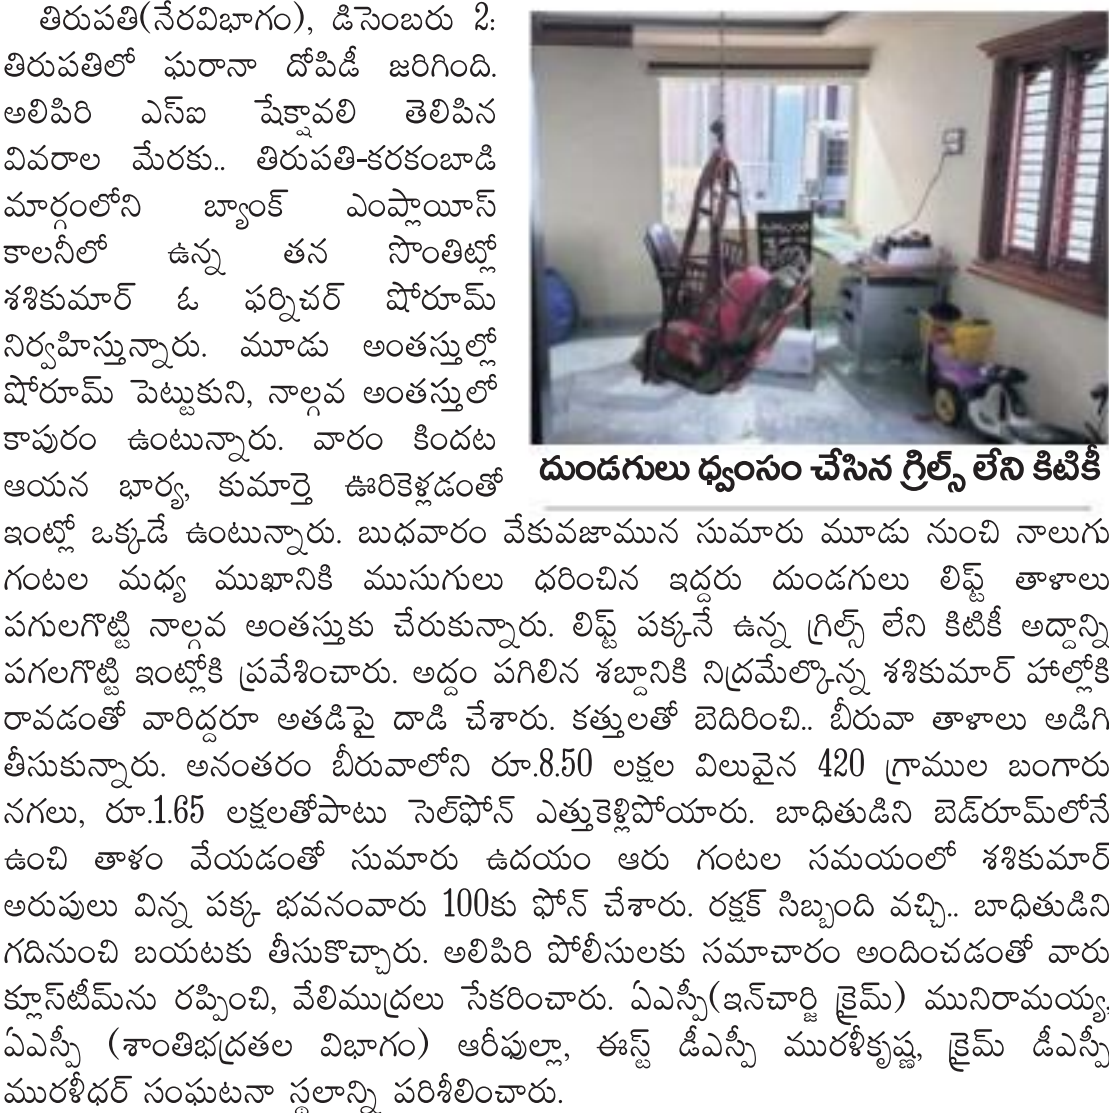 తిరుపతి(నేరవిభాగం), డిసెంబరు 2:
తిరుపతిలో ఘరానా దోపిడీ జరిగింది.
అలిపిరి ఎస్ఐ షేక్షావలి తెలిపిన
వివరాల మేరకు.. తిరుపతి-కరకంబాడి
మార్గంలోని బ్యాంక్ ఎంప్లాయీస్
కాలనీలో ఉన్న తన సొంతిట్లో
శశికుమార్ ఓ ఫర్నిచర్ షోరూమ్
నిర్వహిస్తున్నారు. మూడు అంతస్తుల్లో
షోరూమ్ పెట్టుకుని, నాల్గవ అంతస్తులో
కాపురం ఉంటున్నారు. వారం కిందట
ఆయన భార్య, కుమార్తె ఊరికెళ్లడంతో
దుండగులు ధ్వంసం చేసిన గ్రిల్స్ లేని కిటికీ
ఇంట్లో ఒక్కడే ఉంటున్నారు. బుధవారం వేకువజామున సుమారు మూడు నుంచి నాలుగు
గంటల మధ్య ముఖానికి ముసుగులు ధరించిన ఇద్దరు దుండగులు లిఫ్ట్ తాళాలు
పగులగొట్టి నాల్గవ అంతస్తుకు చేరుకున్నారు. లిఫ్ట్ పక్కనే ఉన్న గ్రిల్స్ లేని కిటికీ అద్దాన్ని
పగలగొట్టి ఇంట్లోకి ప్రవేశించారు. అద్దం పగిలిన శబ్దానికి నిద్రమేల్కొన్న శశికుమార్ హాల్లోకి
రావడంతో వారిద్దరూ అతడిపై దాడి చేశారు. కత్తులతో బెదిరించి.. బీరువా తాళాలు అడిగి
తీసుకున్నారు. అనంతరం బీరువాలోని రూ.8.50 లక్షల విలువైన 420 గ్రాముల బంగారు
నగలు, రూ.1.65 లక్షలతోపాటు సెల్‌ఫోన్ ఎత్తుకెళ్లిపోయారు. బాధితుడిని బెడ్‌రూమ్‌లోనే
ఉంచి తాళం వేయడంతో సుమారు ఉదయం ఆరు గంటల సమయంలో శశికుమార్
అరుపులు విన్న పక్క భవనంవారు 100కు ఫోన్ చేశారు. రక్షక్ సిబ్బంది వచ్చి.. బాధితుడిని
గదినుంచి బయటకు తీసుకొచ్చారు. అలిపిరి పోలీసులకు సమాచారం అందించడంతో వారు
క్లూస్‌టీమ్‌ను రప్పించి, వేలిముద్రలు సేకరించారు. ఏఎస్పీ(ఇన్‌చార్జి క్రైమ్) మునిరామయ్య,
ఏఎస్పీ (శాంతిభద్రతల విభాగం) ఆరీఫుల్లా, ఈస్ట్ డీఎస్పీ మురళీకృష్ణ, క్రైమ్ డీఎస్పీ
మురళీధర్ సంఘటనా స్థలాన్ని పరిశీలించారు.